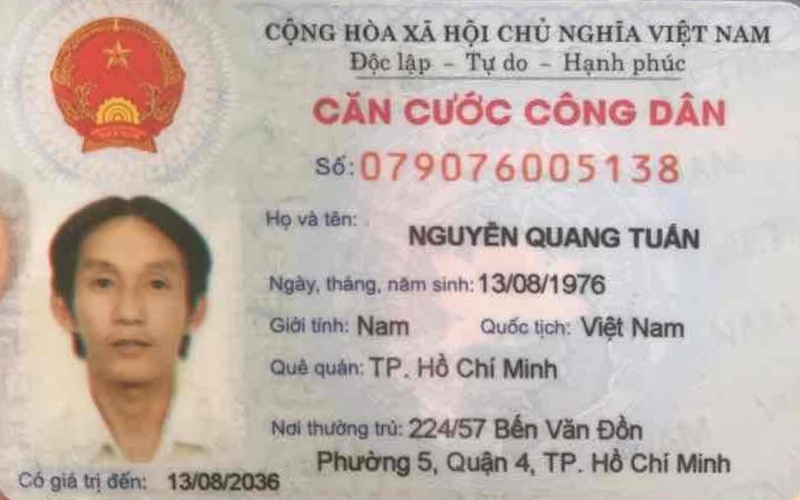 CỘNG HÒA XÃ HỘI CHỦ NGHĨA VIỆT NAM
Độc lập - Tự do - Hạnh phúc
CĂN CƯỚC CÔNG DÂN
Số: 079076005138
Họ và tên:
NGUYỄN QUANG TUẤN
Ngày, tháng, năm sinh: 13/08/1976
Giới tính: Nam Quốc tịch: Việt Nam
Quê quán: TP. Hồ Chí Minh
Nơi thường trú: 224/57 Bến Văn Đồn
Phường 5, Quận 4, TP. Hồ Chí Minh
Có giá trị đến: 13/08/2036